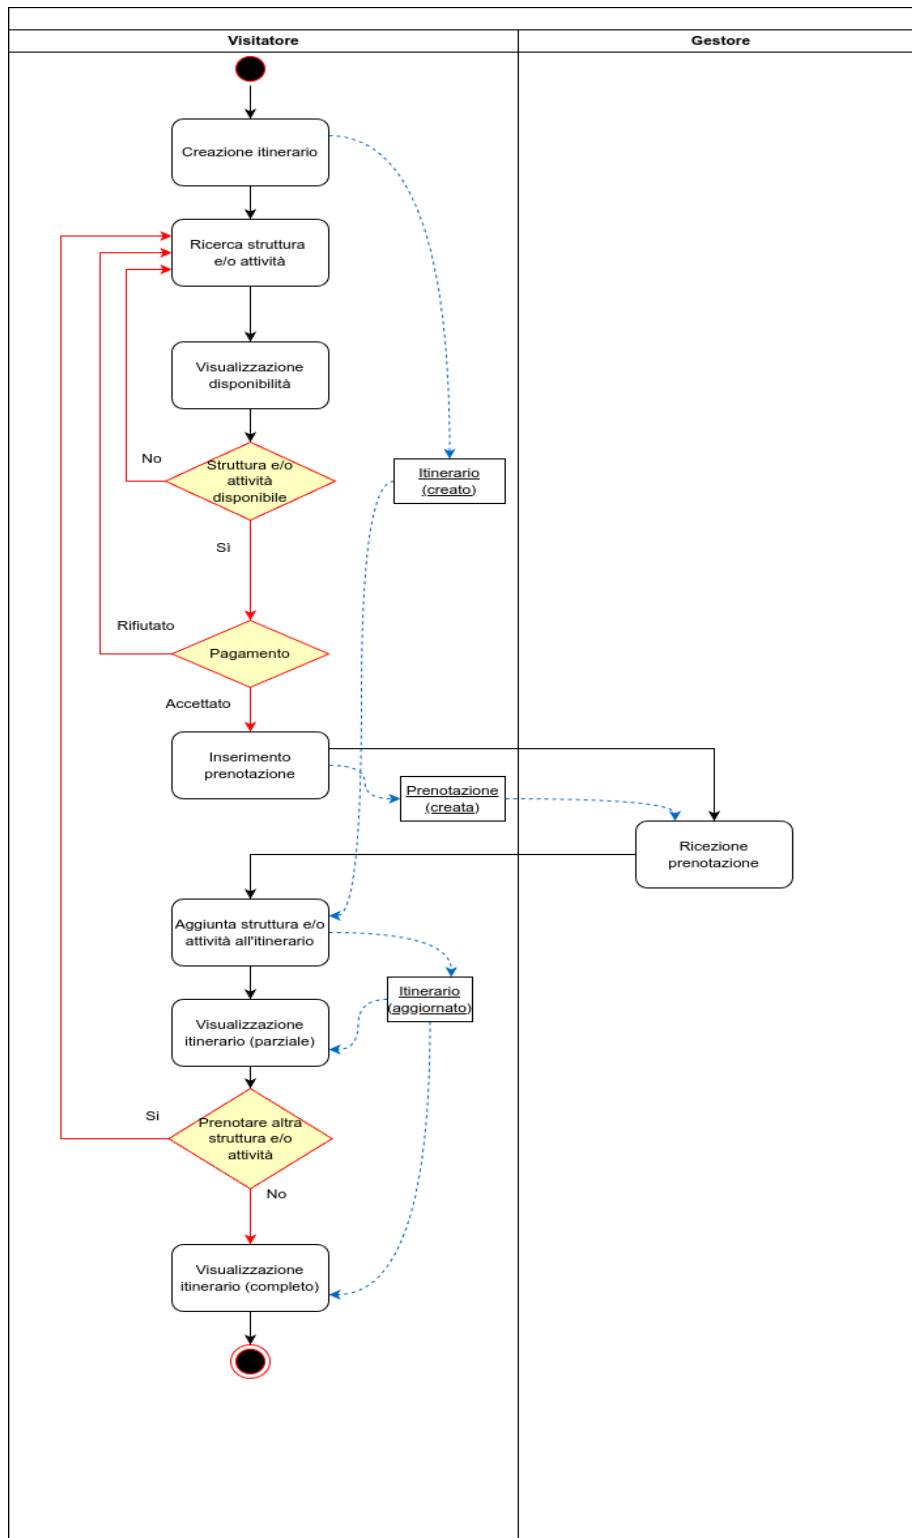 Visitatore
Gestore
Creazione itinerario
Ricerca struttura
e/o attività
Visualizzazione
disponibilità
No
Struttura e/o
attività
disponibile
Itinerario
(creato)
Sì
Rifiutato
Pagamento
Accettato
Inserimento
prenotazione
Prenotazione
(creata)
Ricezione
prenotazione
Aggiunta struttura e/o
attività all'itinerario
Itinerario
(aggiornato)
Visualizzazione
itinerario (parziale)
Sì
Prenotare altra
struttura e/o
attività
No
Visualizzazione
itinerario (completo)